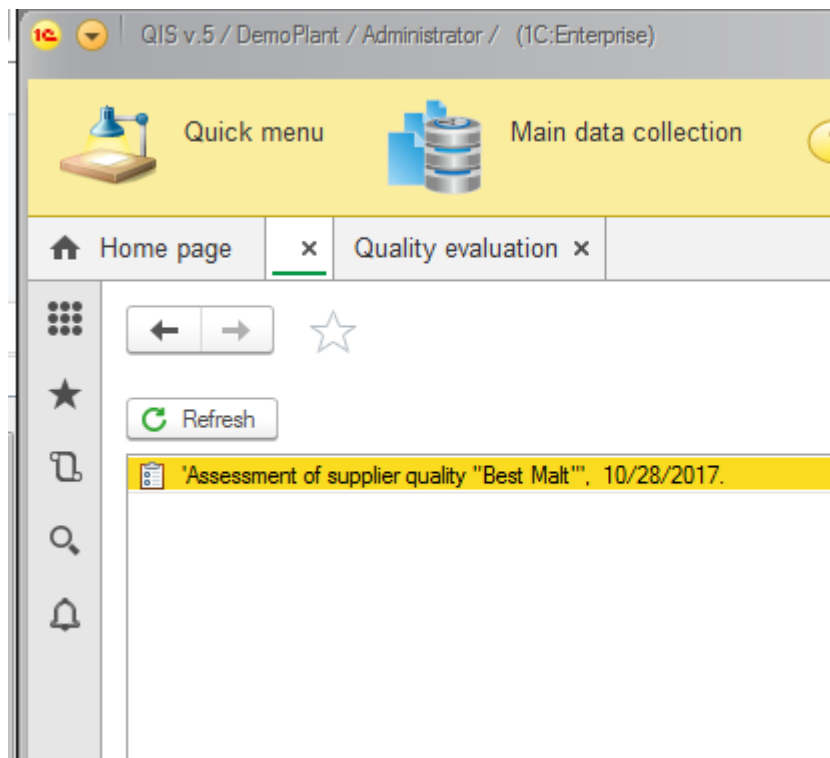 1C QIS v.5 / DemoPlant / Administrator / (1C:Enterprise)
Quick menu Main data collection
Home page Quality evaluation
Refresh
'Assessment of supplier quality "Best Malt"', 10/28/2017.